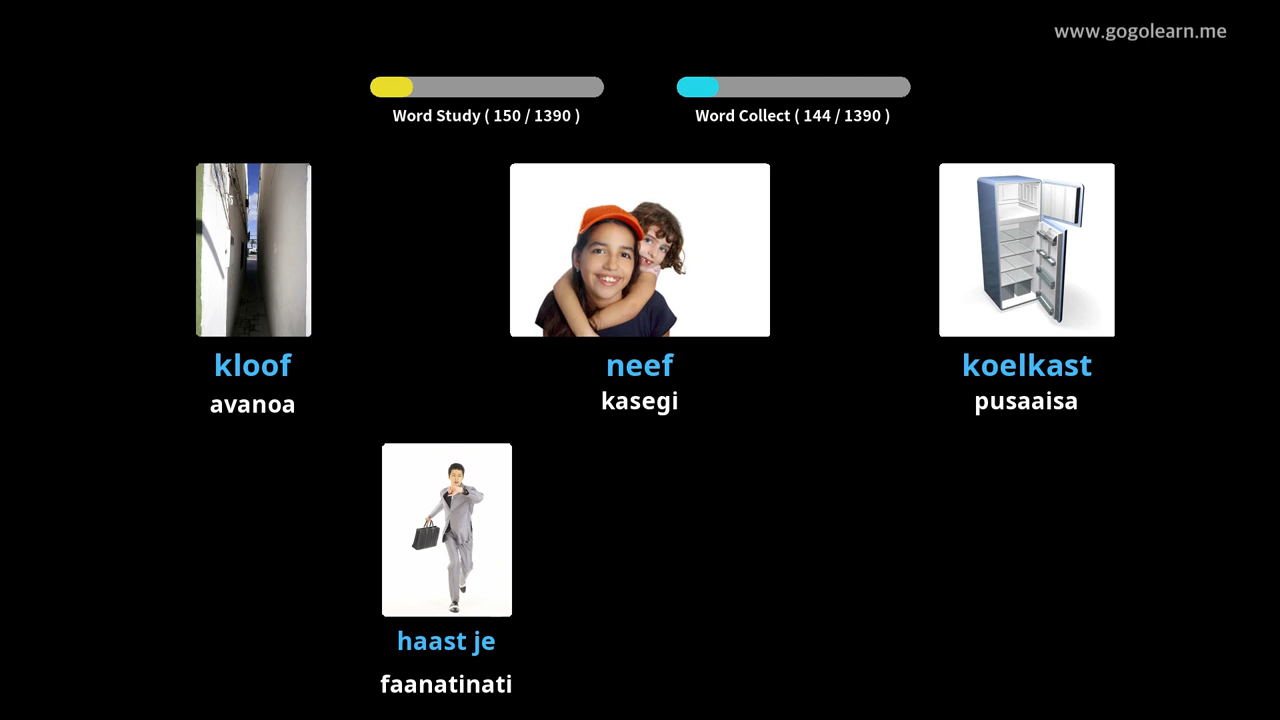 www.gogolearn.me
Word Study ( 150 / 1390 )
Word Collect ( 144 / 1390 )
kloof
avanoa
neef
kasegi
koelkast
pusaaisa
haast je
faanatinati